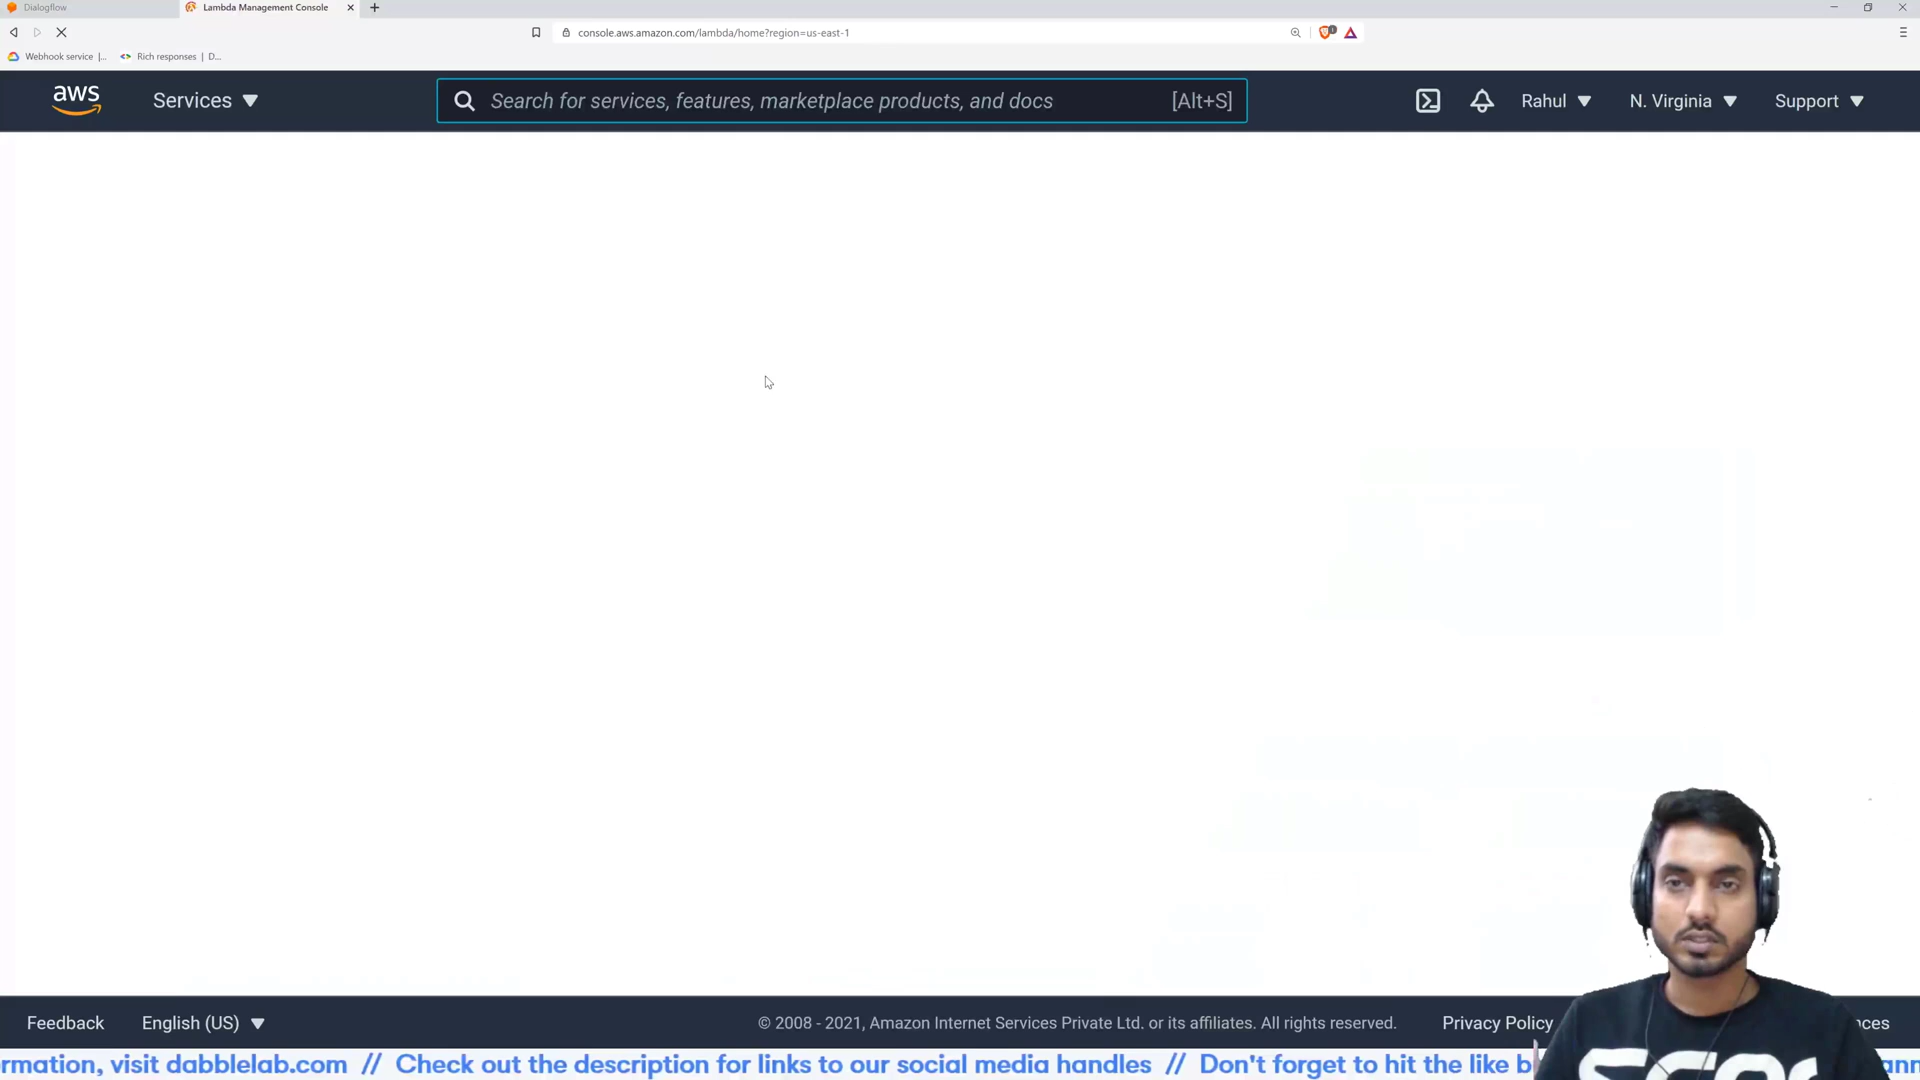 Dialogflow
Lambda Management Console
console.aws.amazon.com/lambda/home?region=us-east-1
Webhook service |...
Rich responses | D...
aws
Services
Search for services, features, marketplace products, and docs
[Alt+S]
Rahul
N. Virginia
Support
Feedback
English (US)
© 2008 - 2021, Amazon Internet Services Private Ltd. or its affiliates. All rights reserved.
Privacy Policy
rmation, visit dabblelab.com // Check out the description for links to our social media handles // Don't forget to hit the like b